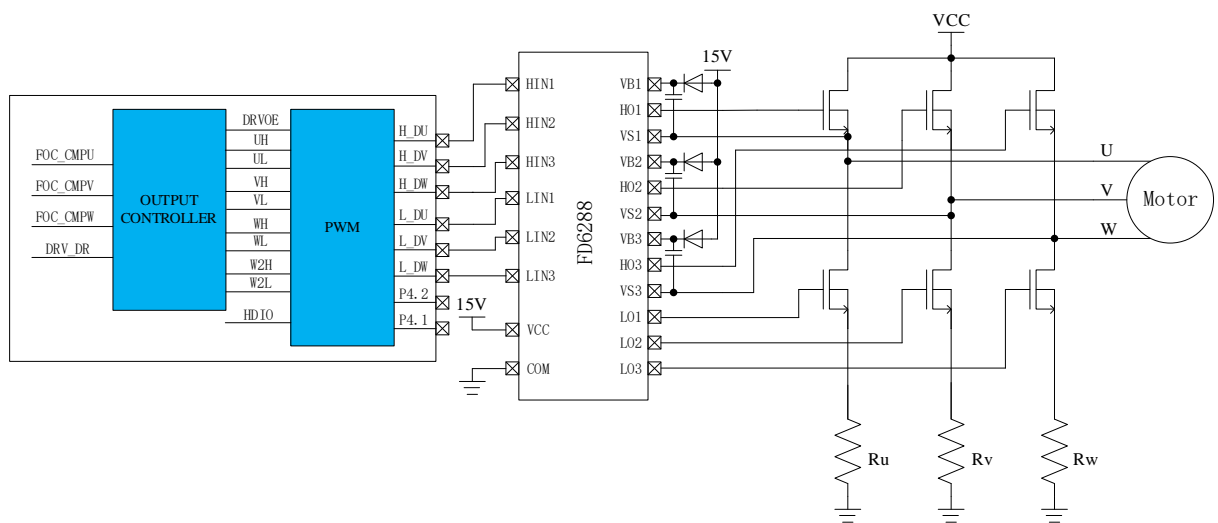 FOC_CMPU
FOC_CMPV
FOC_CMPW
DRV_DR
OUTPUT
CONTROLLER
DRVOE
UH
UL
VH
VL
WH
WL
W2H
W2L
HDIO
PWM
H_DU
H_DV
H_DW
L_DU
L_DV
L_DW
P4.2
P4.1
15V
HIN1
HIN2
HIN3
LIN1
LIN2
LIN3
VCC
COM
FD6288
VB1
HO1
VS1
VB2
HO2
VS2
VB3
HO3
VS3
LO1
LO2
LO3
15V
VCC
U
V
W
Motor
Ru
Rv
Rw